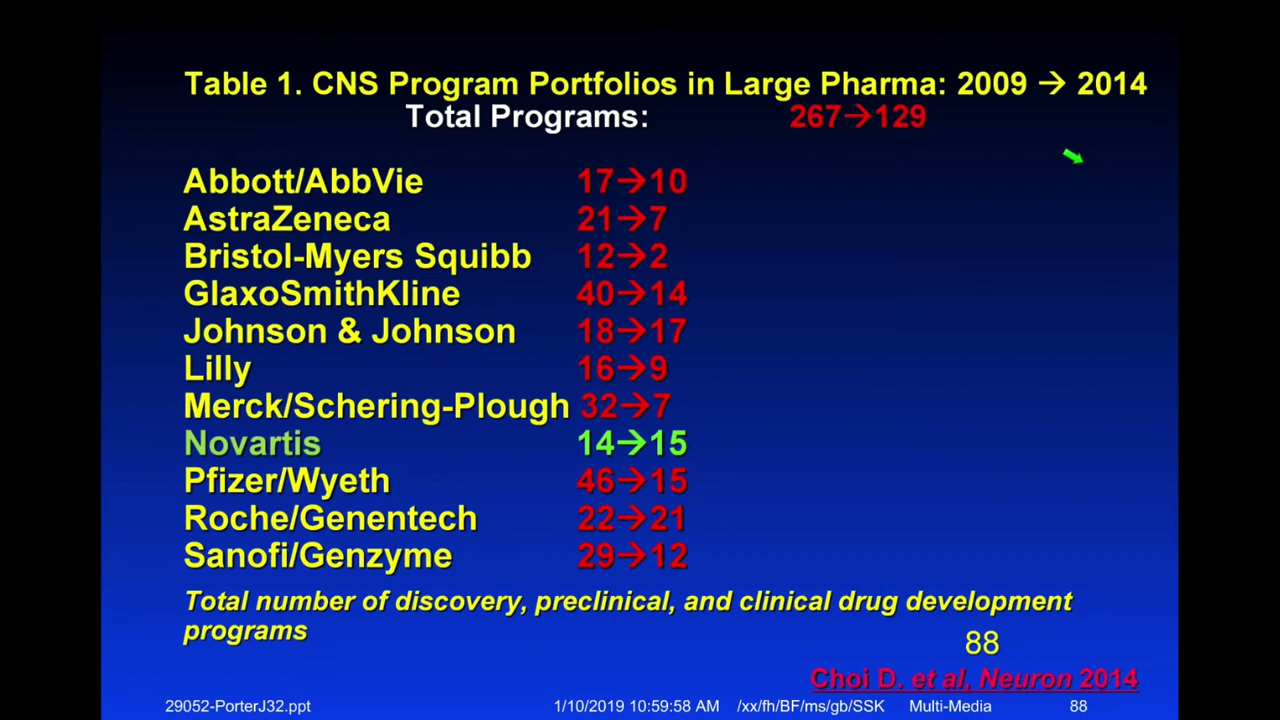 Table 1. CNS Program Portfolios in Large Pharma: 2009 → 2014
Total Programs: 267→129
Abbott/AbbVie 17→10
AstraZeneca 21→7
Bristol-Myers Squibb 12→2
GlaxoSmithKline 40→14
Johnson & Johnson 18→17
Lilly 16→9
Merck/Schering-Plough 32→7
Novartis 14→15
Pfizer/Wyeth 46→15
Roche/Genentech 22→21
Sanofi/Genzyme 29→12
Total number of discovery, preclinical, and clinical drug development
programs
88
Choi D. et al, Neuron 2014
29052-PorterJ32.ppt 1/10/2019 10:59:58 AM /xx/fh/BF/ms/gb/SSK Multi-Media 88